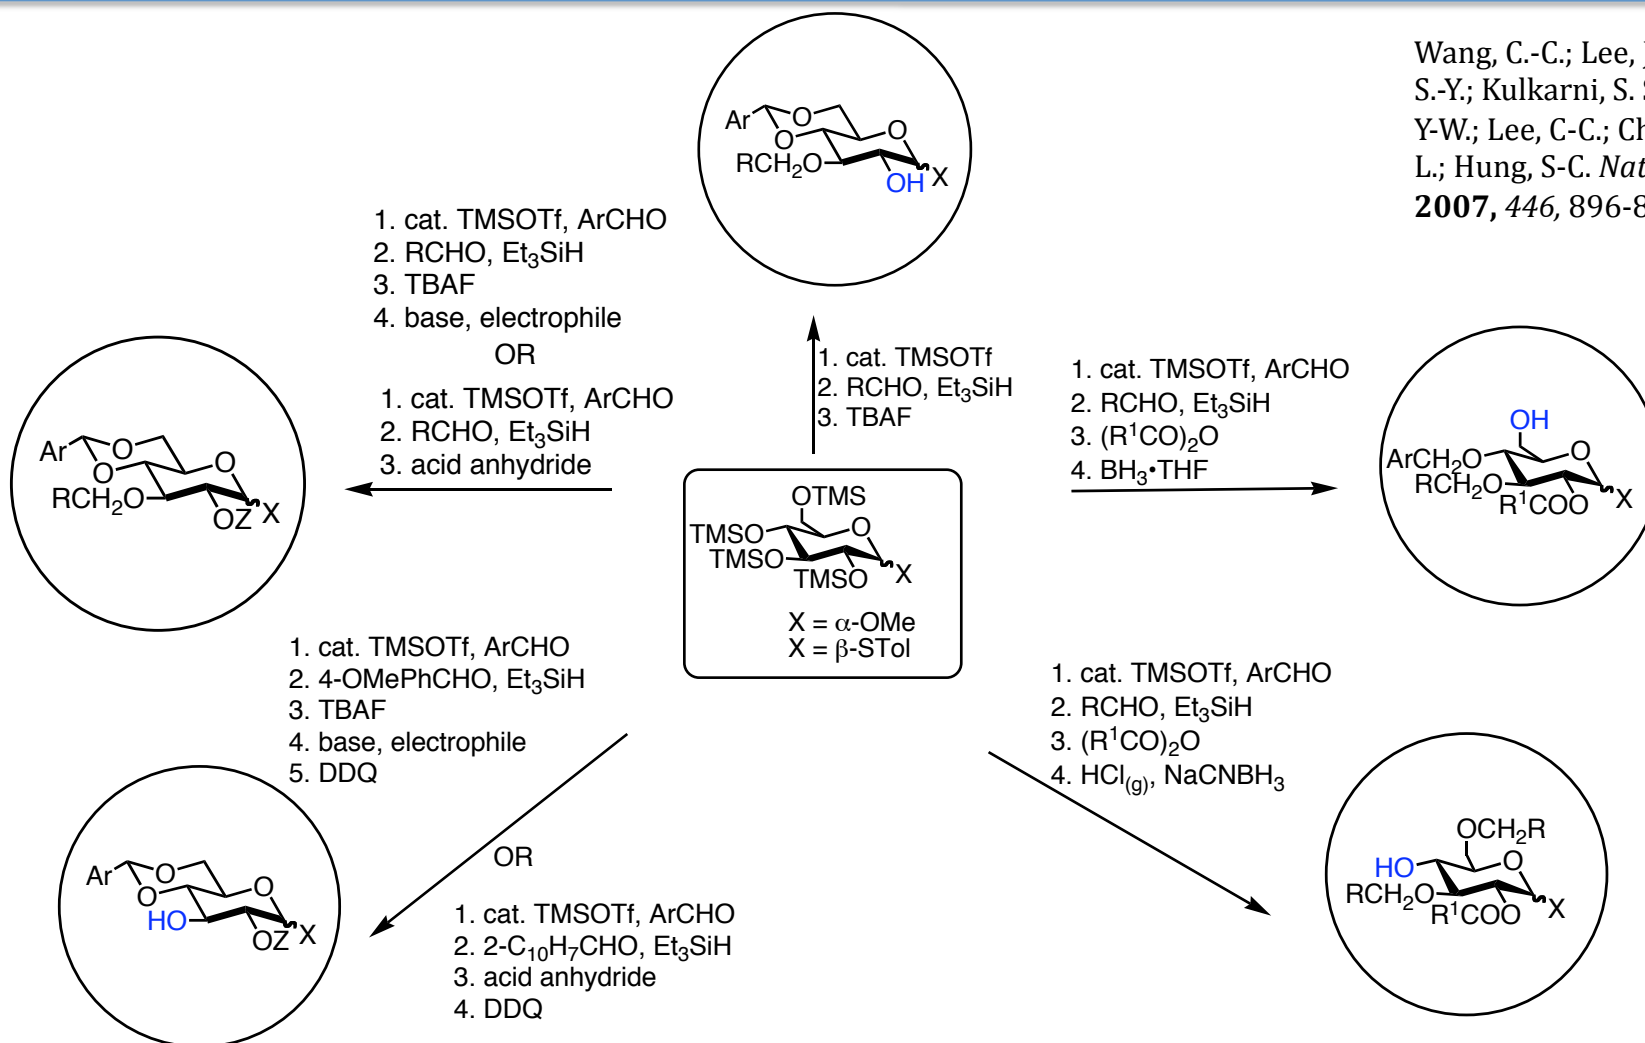 Wang, C.-C.; Lee,
S.-Y.; Kulkarni, S.
Y-W.; Lee, C-C.;
L.; Hung, S-C.
2007, 446, 896-8
Ar
O
O
O
RCH₂O
OH
X
1. cat. TMSOTf, ArCHO
2. RCHO, Et₃SiH
3. TBAF
4. base, electrophile
OR
1. cat. TMSOTf, ArCHO
2. RCHO, Et₃SiH
3. acid anhydride
1. cat. TMSOTf
2. RCHO, Et₃SiH
3. TBAF
1. cat. TMSOTf, ArCHO
2. RCHO, Et₃SiH
3. (R¹CO)₂O
4. BH₃•THF
Ar
O
O
O
RCH₂O
OZ
X
OTMS
TMSO
O
TMSO
TMSO
X
X = α-OMe
X = β-STol
OH
ArCH₂O
O
RCH₂O
R¹COO
X
1. cat. TMSOTf, ArCHO
2. 4-OMePhCHO, Et₃SiH
3. TBAF
4. base, electrophile
5. DDQ
OR
1. cat. TMSOTf, ArCHO
2. 2-C₁₀H₇CHO, Et₃SiH
3. acid anhydride
4. DDQ
1. cat. TMSOTf, ArCHO
2. RCHO, Et₃SiH
3. (R¹CO)₂O
4. HCl₍g₎, NaCNBH₃
Ar
O
O
O
HO
OZ
X
OCH₂R
HO
O
RCH₂O
R¹COO
X